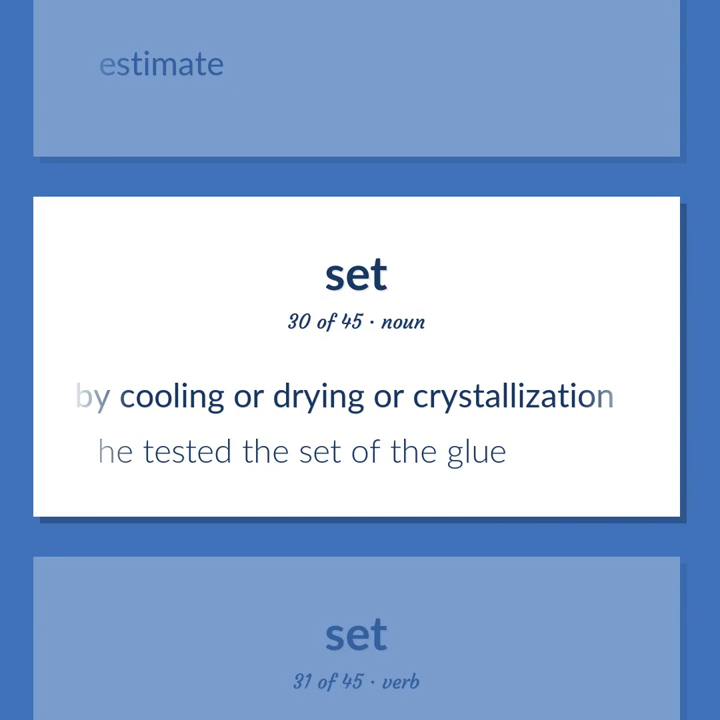 estimate
set
30 of 45 · noun
by cooling or drying or crystallization
he tested the set of the glue
set
31 of 45 · verb